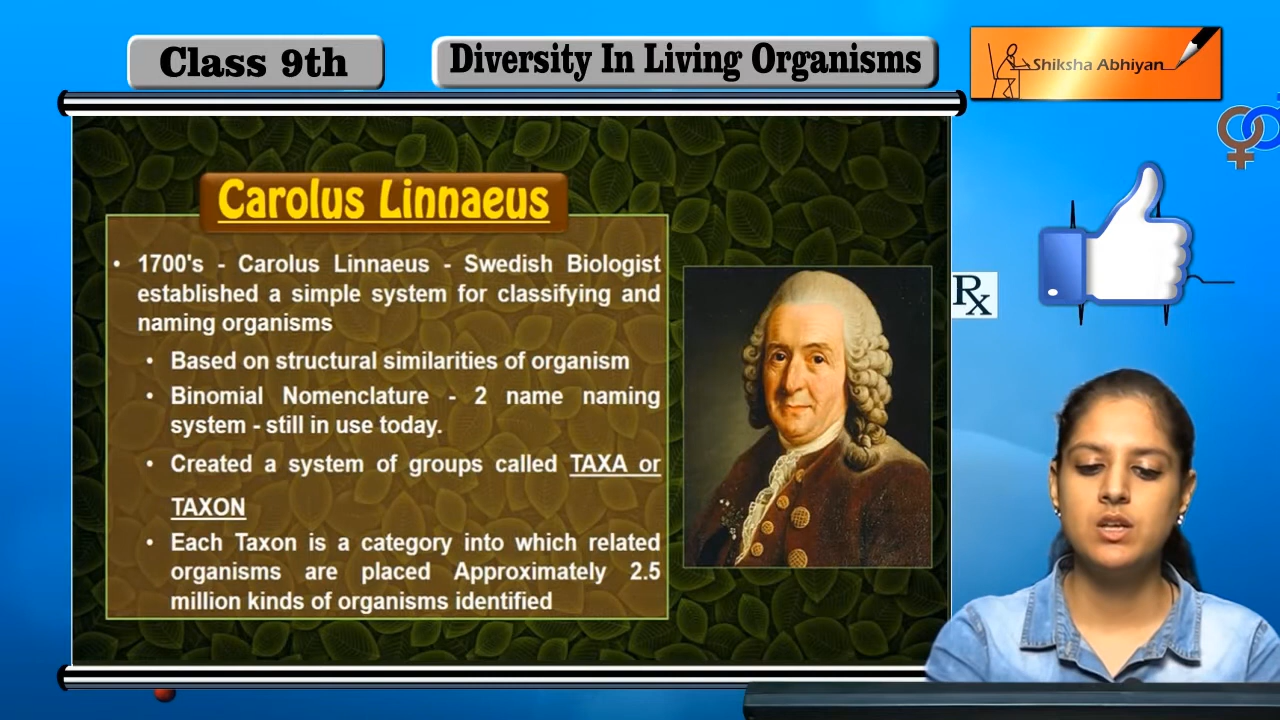 Class 9th
Diversity In Living Organisms
Shiksha Abhiyan
Carolus Linnaeus
• 1700's - Carolus Linnaeus - Swedish Biologist
established a simple system for classifying and
naming organisms
• Based on structural similarities of organism
• Binomial Nomenclature - 2 name naming
system - still in use today.
• Created a system of groups called TAXA or
TAXON
• Each Taxon is a category into which related
organisms are placed Approximately 2.5
million kinds of organisms identified
Rx